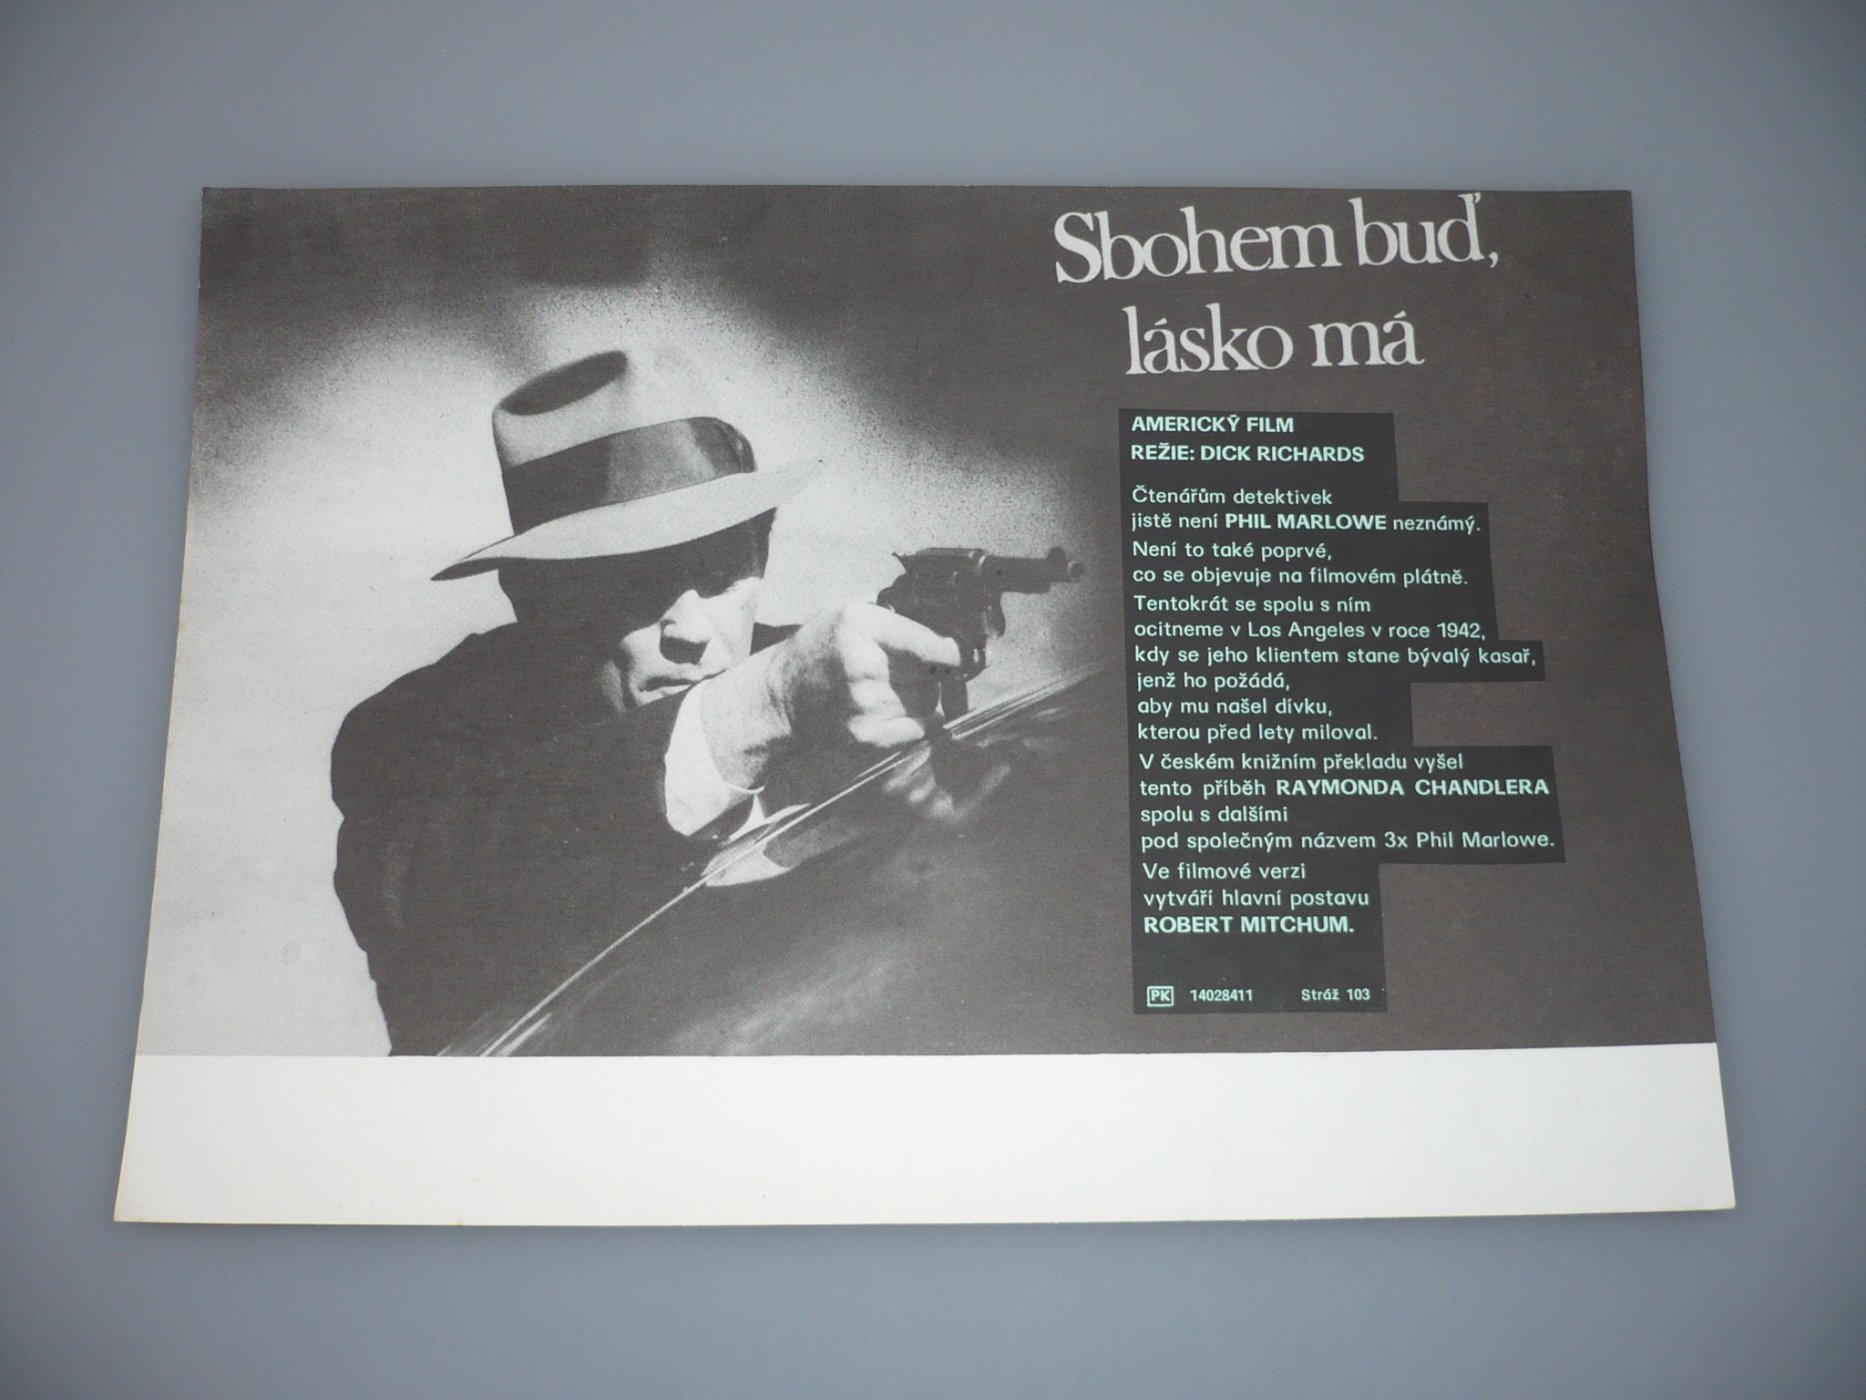 Sbohem buď,
lásko má
AMERICKÝ FILM
REŽIE: DICK RICHARDS
Čtenářům detektivek
jistě není PHIL MARLOWE neznámý.
Není to také poprvé,
co se objevuje na filmovém plátně.
Tentokrát se spolu s ním
ocitneme v Los Angeles v roce 1942,
kdy se jeho klientem stane bývalý kasař,
jenž ho požádá,
aby mu našel dívku,
kterou před lety miloval.
V českém knižním překladu vyšel
tento příběh RAYMONDA CHANDLERA
spolu s dalšími
pod společným názvem 3x Phil Marlowe.
Ve filmové verzi
vytváří hlavní postavu
ROBERT MITCHUM.
PK 14028411 Stráž 103